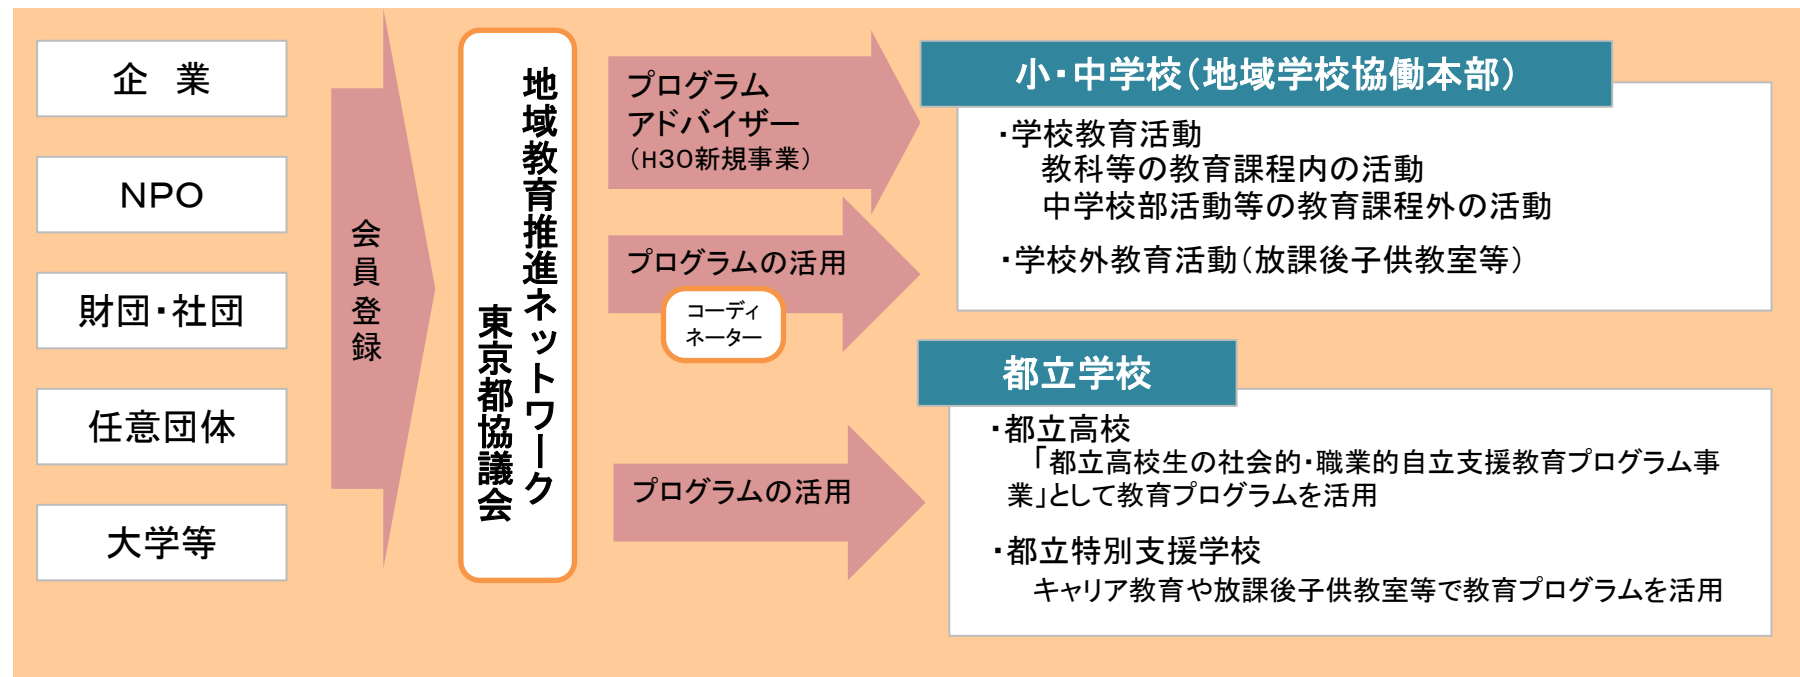 企　業
NPO
財団・社団
任意団体
大学等
会員登録
地域教育推進ネットワーク
東京都協議会
プログラム
アドバイザー
（H30新規事業）
プログラムの活用
コーディ
ネーター
プログラムの活用
小・中学校（地域学校協働本部）
・学校教育活動
教科等の教育課程内の活動
中学校部活動等の教育課程外の活動
・学校外教育活動（放課後子供教室等）
都立学校
・都立高校
「都立高校生の社会的・職業的自立支援教育プログラム事
業」として教育プログラムを活用
・都立特別支援学校
キャリア教育や放課後子供教室等で教育プログラムを活用